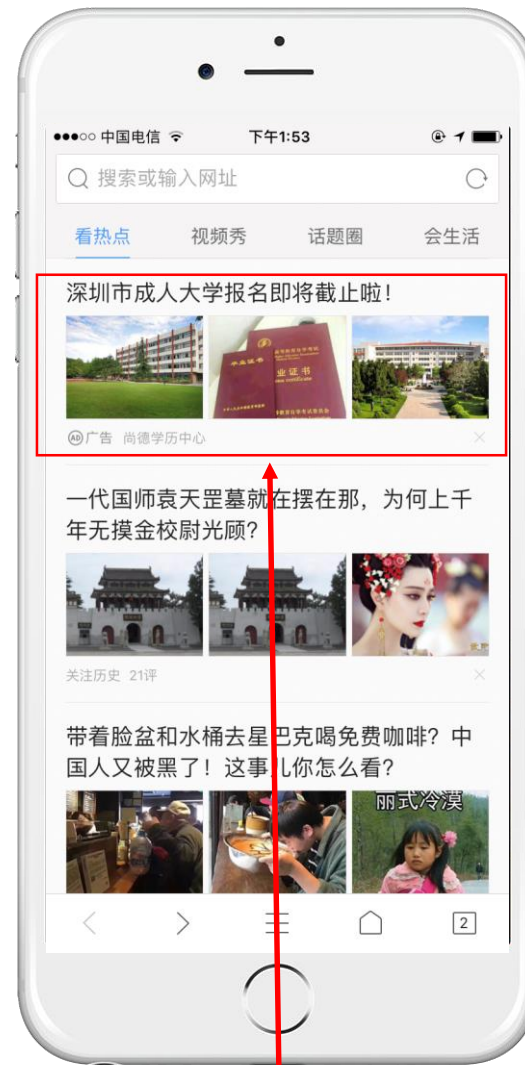 中国电信
下午1:53
搜索或输入网址
看热点 视频秀 话题圈 会生活
深圳市成人大学报名即将截止啦！
毕业证书
业证书
AD 广告 尚德学历中心
一代国师袁天罡墓就在摆在那，为何上千
年无摸金校尉光顾？
关注历史 21评
带着脸盆和水桶去星巴克喝免费咖啡？中
国人又被黑了！这事儿你怎么看？
丽式冷漠
2